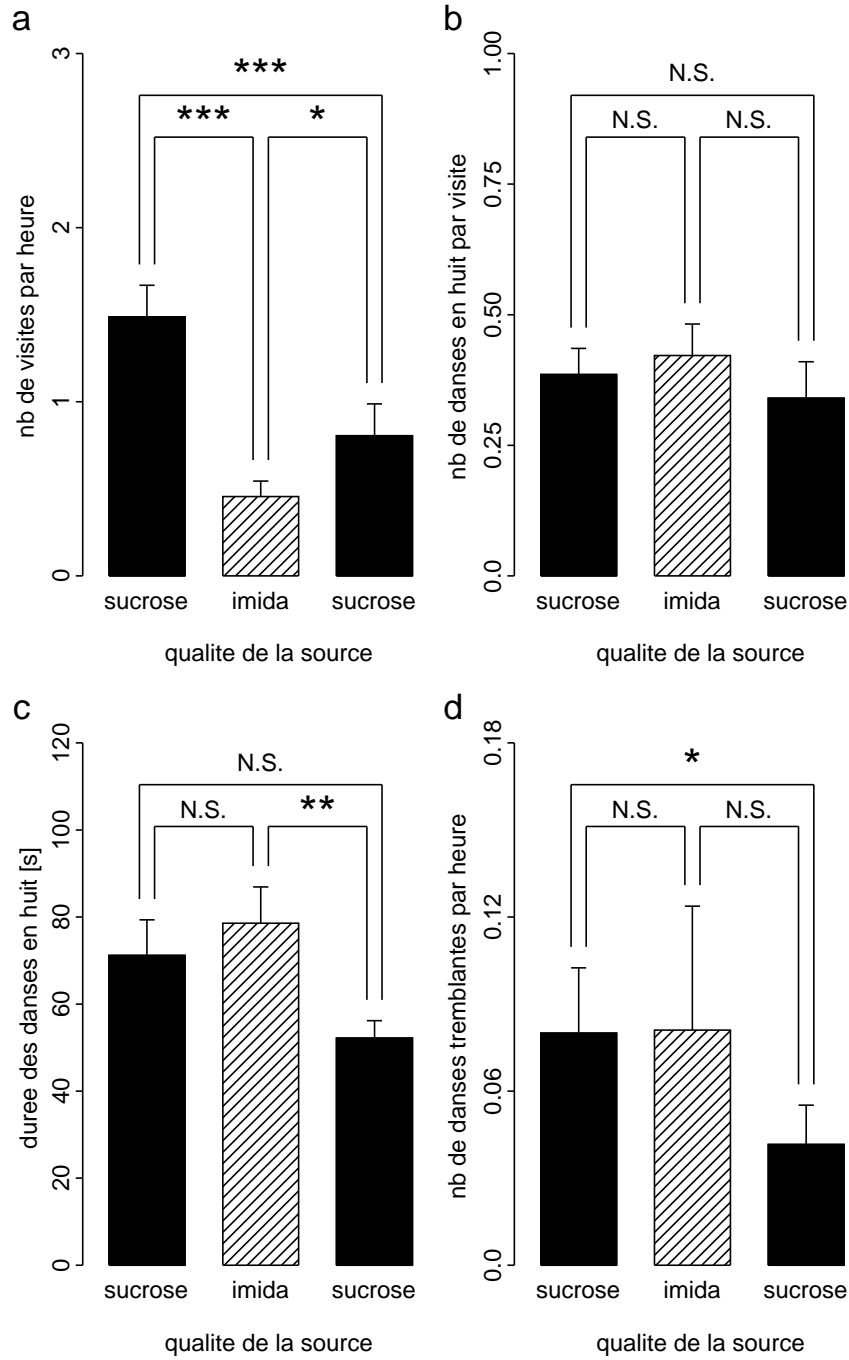 a
***
***
*
nb de visites par heure
0
1
2
3
sucrose
imida
sucrose
qualite de la source
b
N.S.
N.S.
N.S.
nb de danses en huit par visite
0.0
0.25
0.50
0.75
1.00
sucrose
imida
sucrose
qualite de la source
c
N.S.
N.S.
**
duree des danses en huit [s]
0
20
40
60
80
100
120
sucrose
imida
sucrose
qualite de la source
d
*
N.S.
N.S.
nb de danses tremblantes par heure
0.0
0.06
0.12
0.18
sucrose
imida
sucrose
qualite de la source